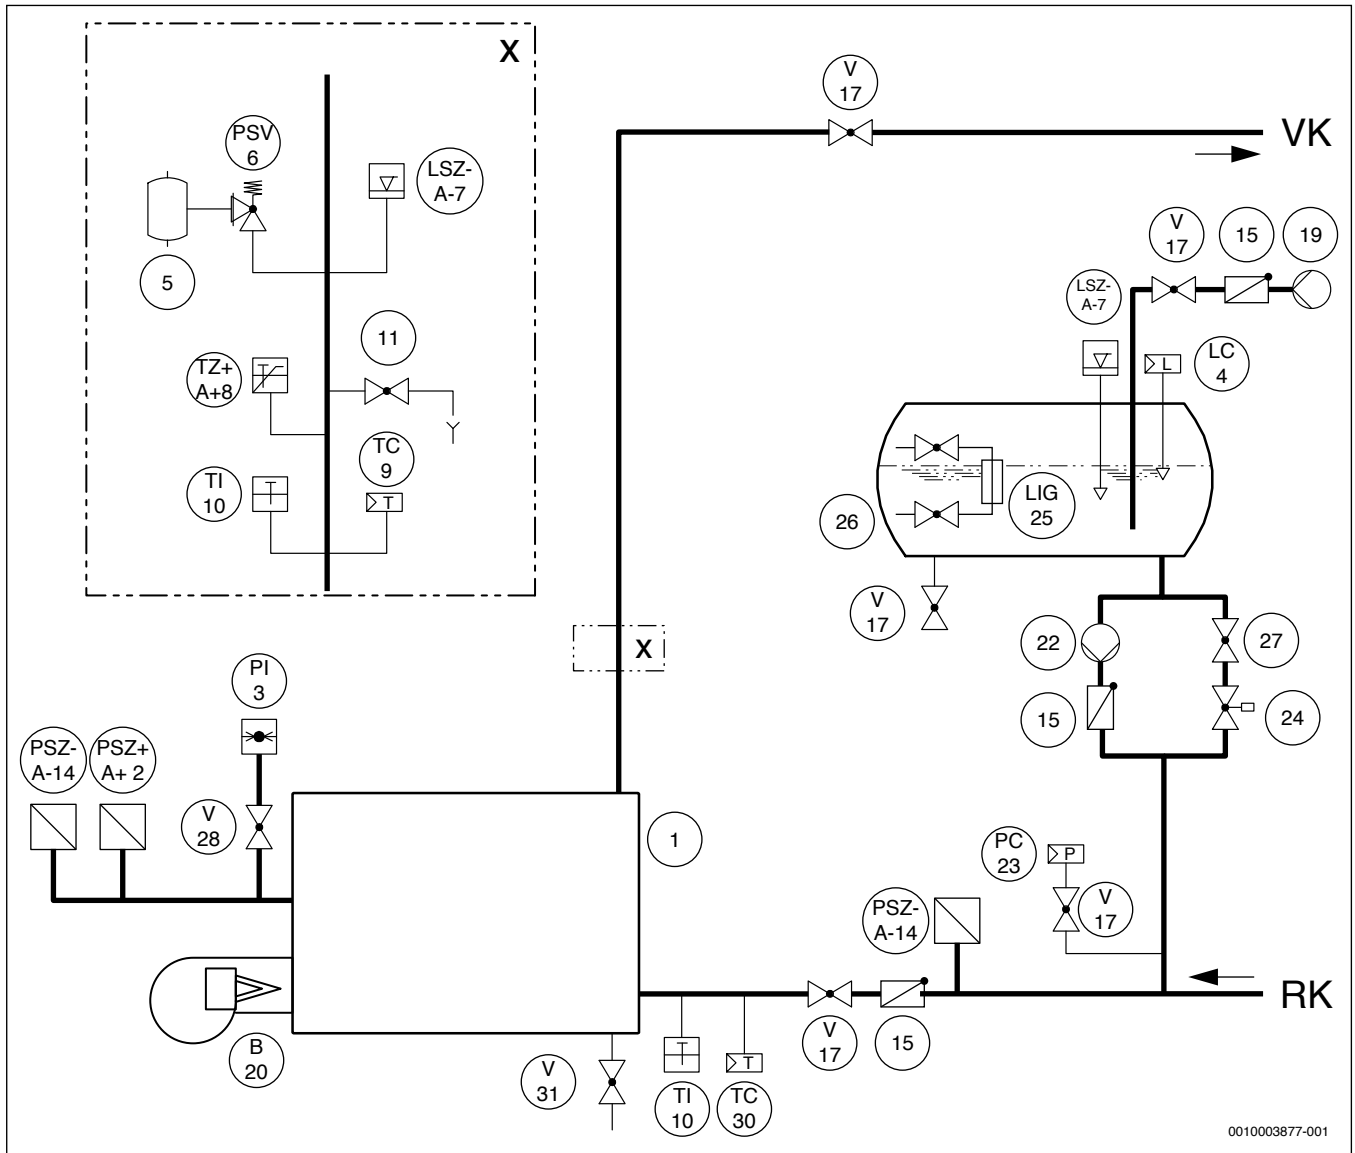 X
V
17
VK
PSV
6
LSZ-
A-7
5
V
17
15
19
LSZ-
A-7
11
TZ+
A+8
T
L
LC
4
TC
9
TI
10
T
T
LIG
25
26
V
17
22
27
X
PI
3
15
24
PSZ-
A-14
PSZ+
A+ 2
V
28
1
PC
23
P
V
17
PSZ-
A-14
RK
B
20
V
17
15
V
31
T
T
TI
10
TC
30
0010003877-001